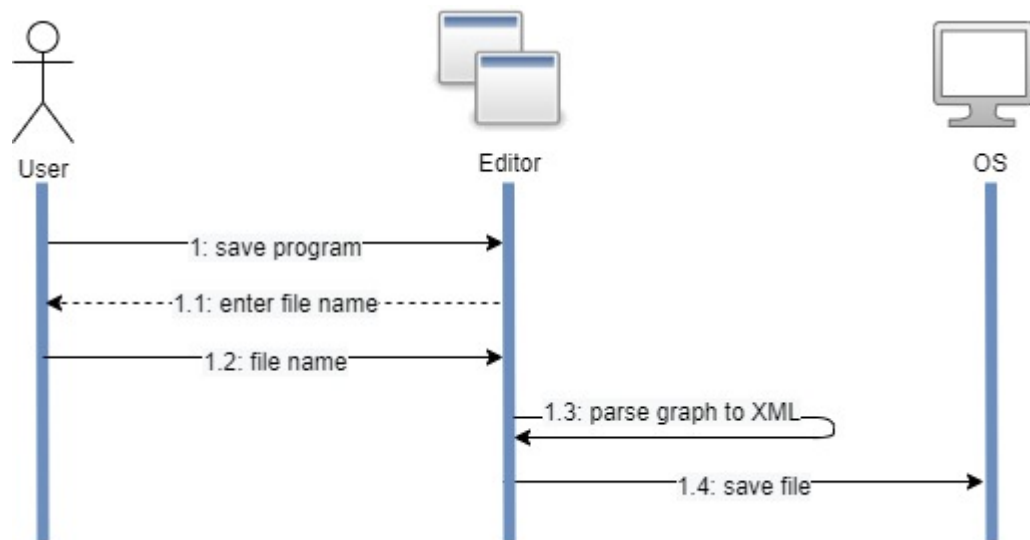 User
Editor
OS
1: save program
1.1: enter file name
1.2: file name
1.3: parse graph to XML
1.4: save file